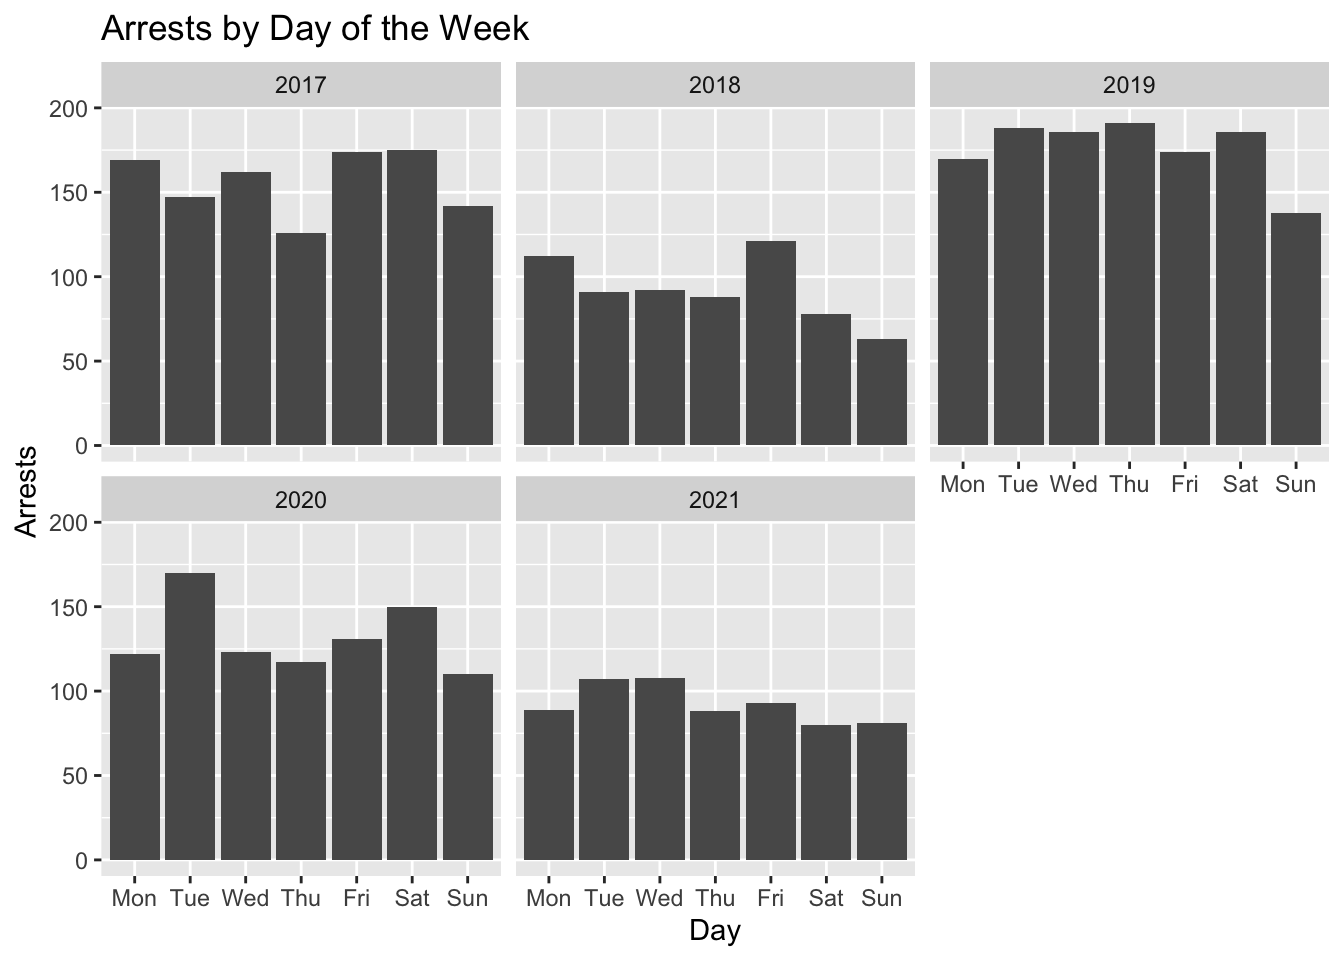 Arrests by Day of the Week
2017 2018 2019
200
150
100
50
0
Mon Tue Wed Thu Fri Sat Sun
Arrests
2020 2021
200
150
100
50
0
Mon Tue Wed Thu Fri Sat Sun Mon Tue Wed Thu Fri Sat Sun
Day